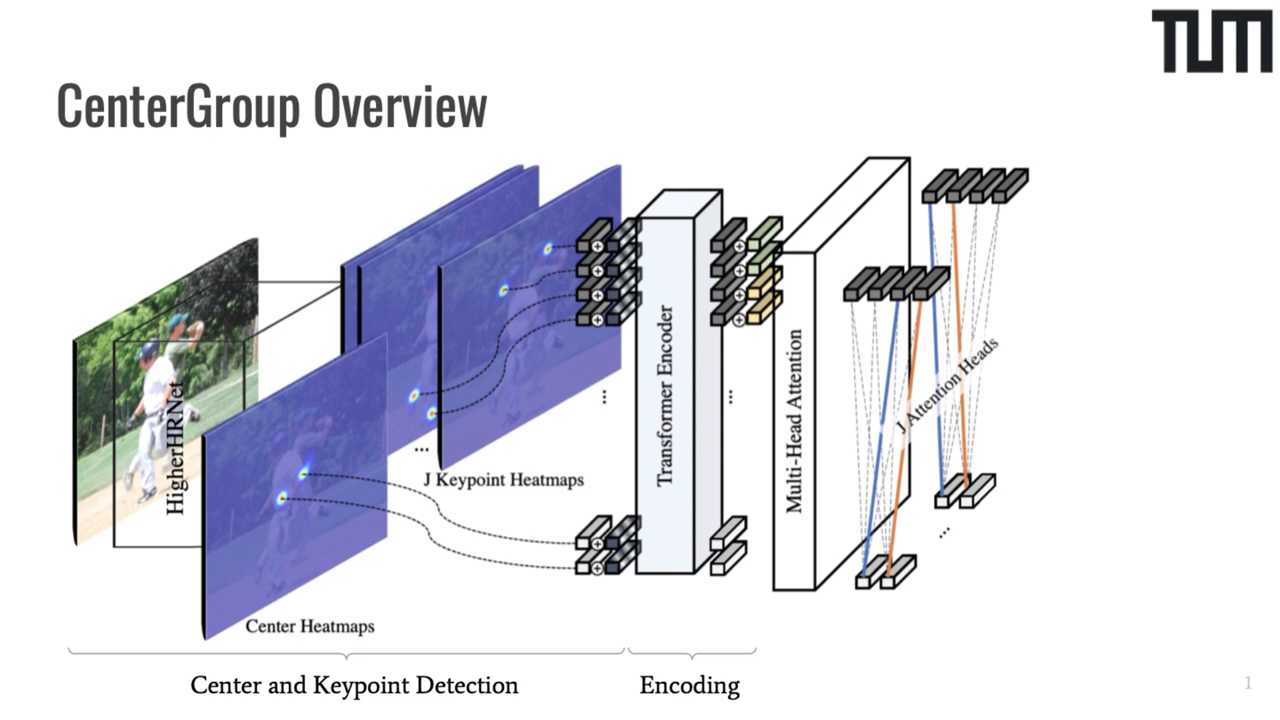 TUM
CenterGroup Overview
HigherHRNet
...
J Keypoint Heatmaps
Center Heatmaps
...
Transformer Encoder
...
Multi-Head Attention
J Attention Heads
...
Center and Keypoint Detection
Encoding
1